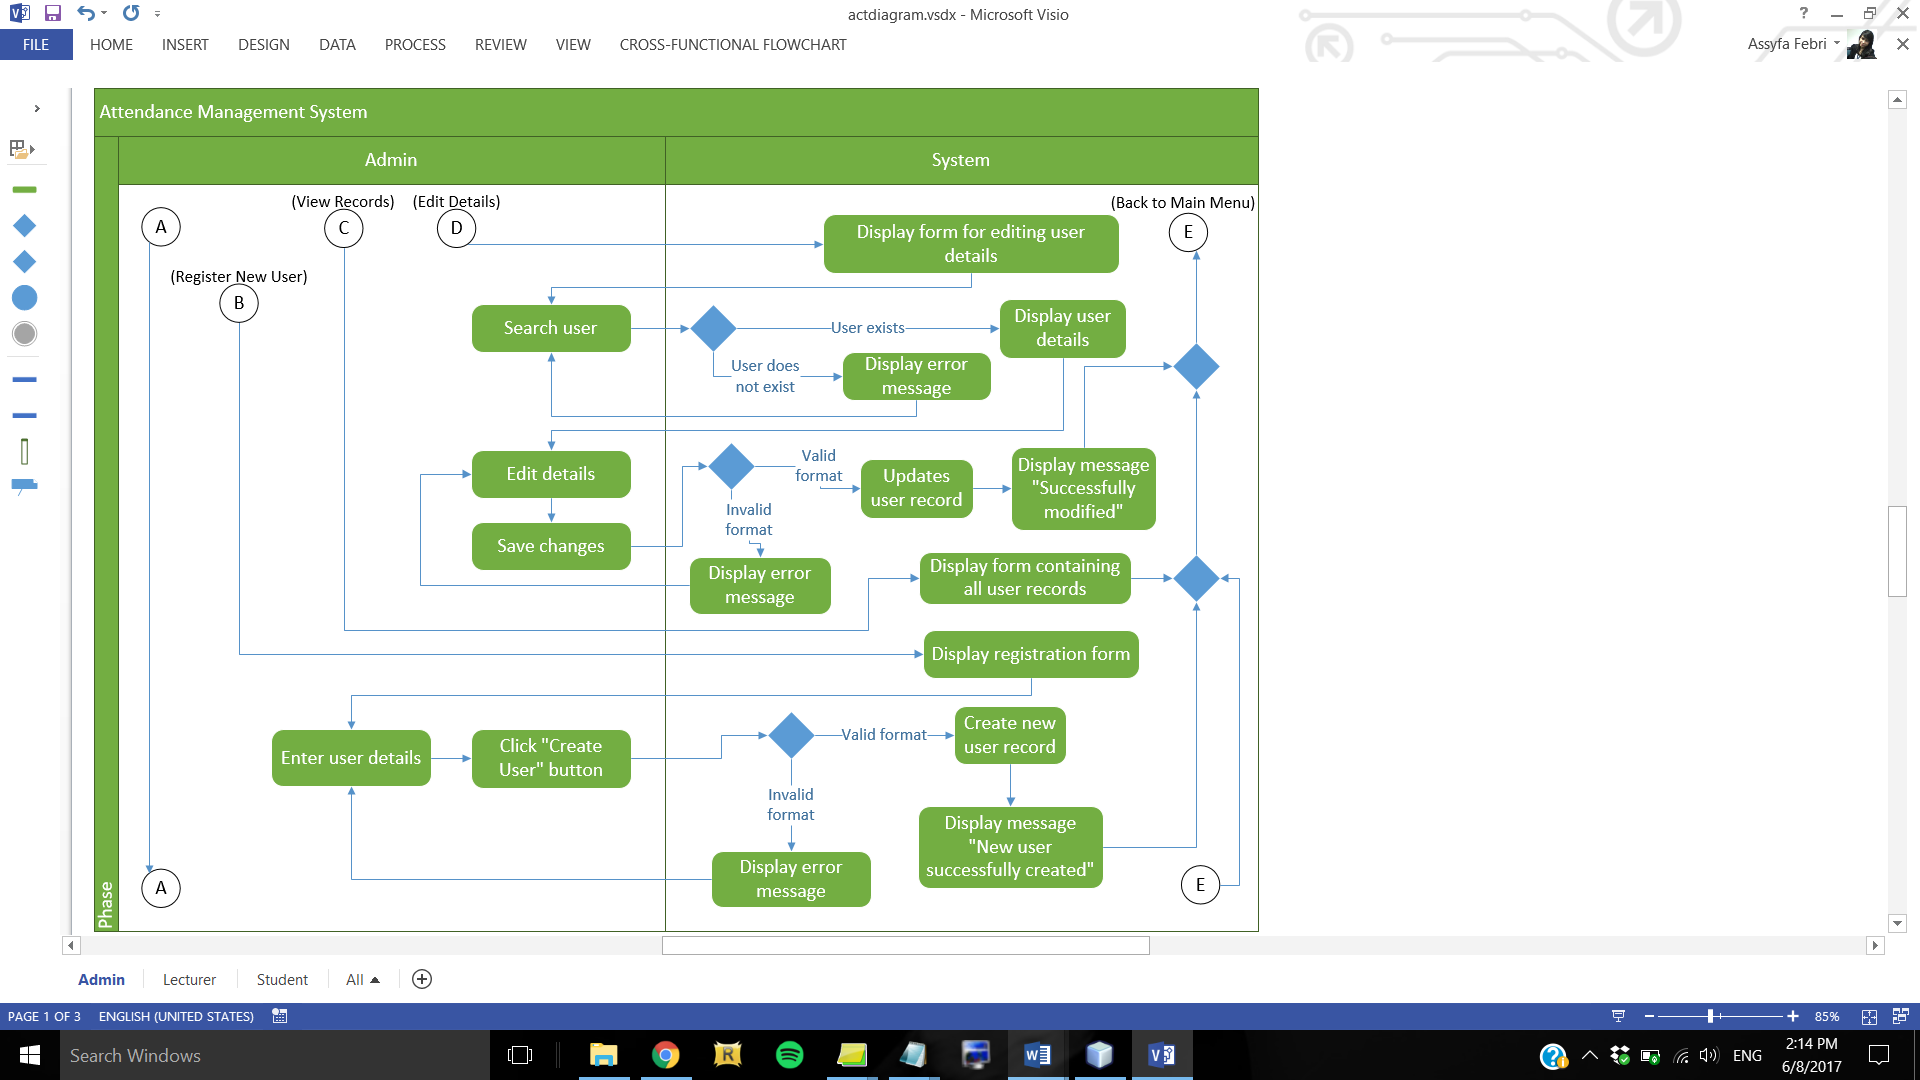 actdiagram.vsdx - Microsoft Visio
?
FILE
HOME
INSERT
DESIGN
DATA
PROCESS
REVIEW
VIEW
CROSS-FUNCTIONAL FLOWCHART
Assyfa Febri
Attendance Management System
Admin
System
Phase
(View Records)
(Edit Details)
(Back to Main Menu)
A
C
D
E
Display form for editing user
details
(Register New User)
B
Search user
User exists
Display user
details
User does
not exist
Display error
message
Edit details
Valid
format
Updates
user record
Display message
"Successfully
modified"
Invalid
format
Save changes
Display error
message
Display form containing
all user records
Display registration form
Enter user details
Click "Create
User" button
Valid format
Create new
user record
Invalid
format
Display message
"New user
successfully created"
Display error
message
A
E
Admin
Lecturer
Student
All
PAGE 1 OF 3
ENGLISH (UNITED STATES)
85%
Search Windows
ENG
2:14 PM
6/8/2017